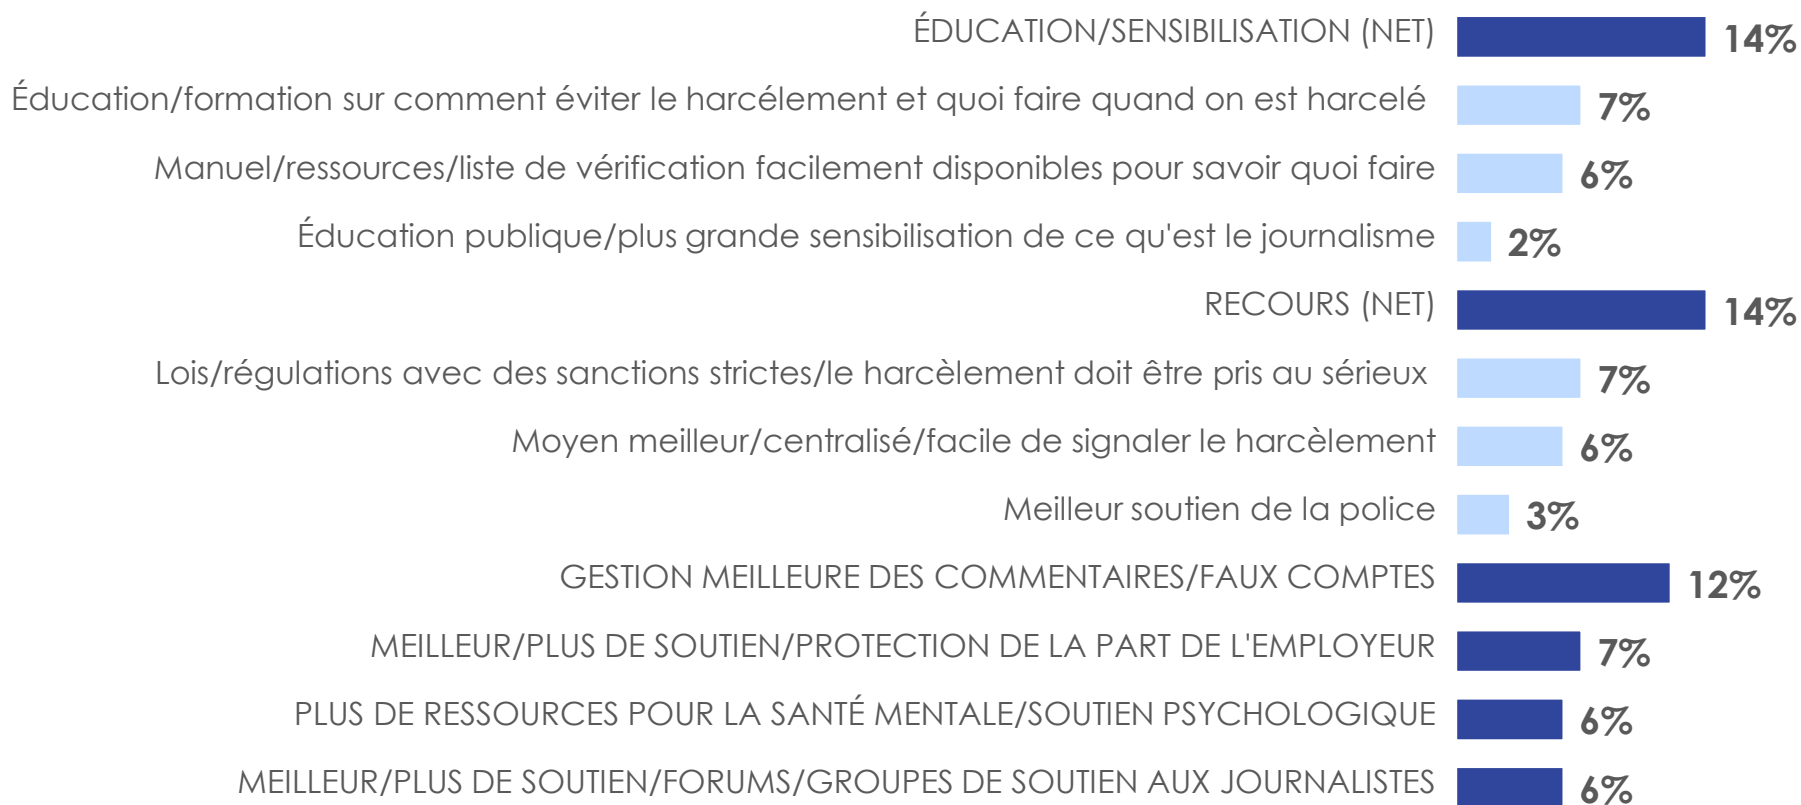 ÉDUCATION/SENSIBILISATION (NET) 14%
Éducation/formation sur comment éviter le harcélement et quoi faire quand on est harcelé 7%
Manuel/ressources/liste de vérification facilement disponibles pour savoir quoi faire 6%
Éducation publique/plus grande sensibilisation de ce qu'est le journalisme 2%
RECOURS (NET) 14%
Lois/régulations avec des sanctions strictes/le harcèlement doit être pris au sérieux 7%
Moyen meilleur/centralisé/facile de signaler le harcèlement 6%
Meilleur soutien de la police 3%
GESTION MEILLEURE DES COMMENTAIRES/FAUX COMPTES 12%
MEILLEUR/PLUS DE SOUTIEN/PROTECTION DE LA PART DE L'EMPLOYEUR 7%
PLUS DE RESSOURCES POUR LA SANTÉ MENTALE/SOUTIEN PSYCHOLOGIQUE 6%
MEILLEUR/PLUS DE SOUTIEN/FORUMS/GROUPES DE SOUTIEN AUX JOURNALISTES 6%